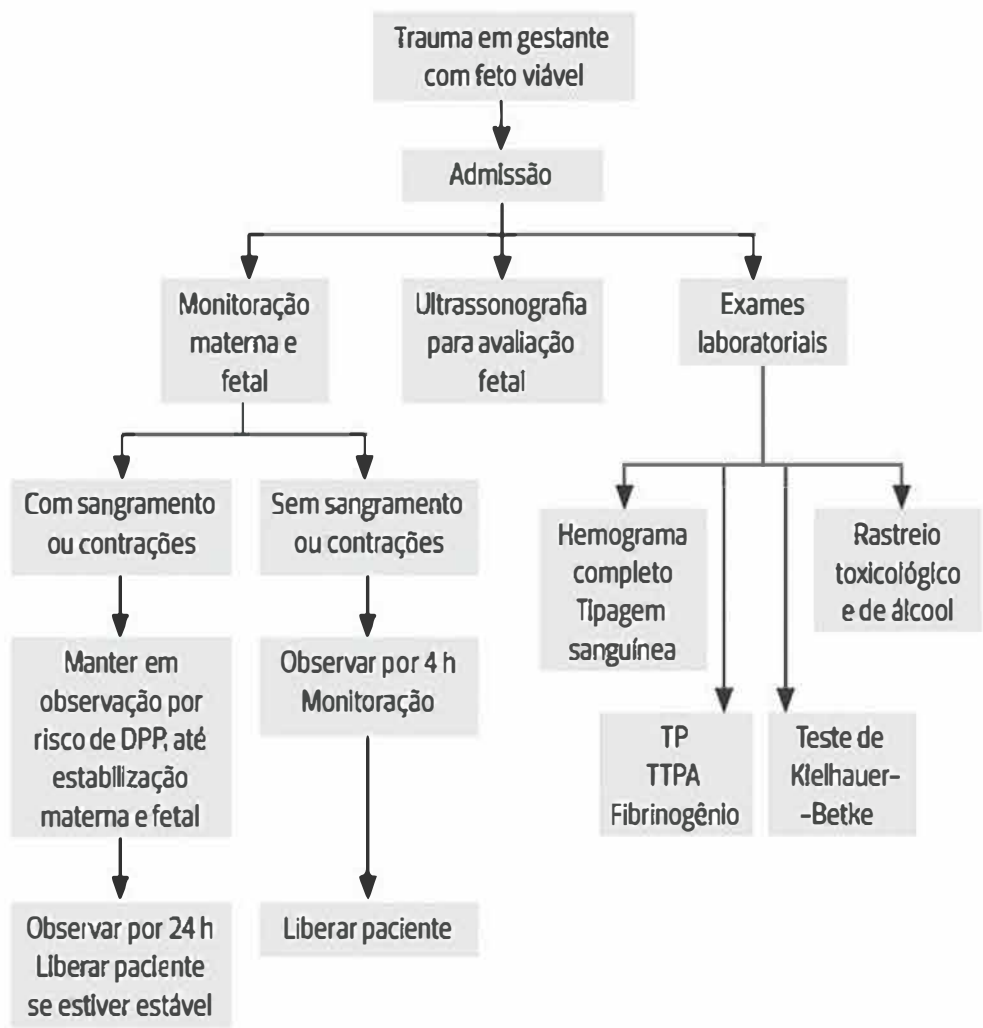 Trauma em gestante
com feto viável
Admissão
Monitoração
materna e
fetal
Ultrassonografia
para avaliação
fetal
Exames
laboratoriais
Com sangramento
ou contrações
Sem sangramento
ou contrações
Hemograma
completo
Tipagem
sanguínea
Rastreio
toxicológico
e de álcool
Manter em
observação por
risco de DPP, até
estabilização
materna e fetal
Observar por 4 h
Monitoração
TP
TTPA
Fibrinogênio
Teste de
Kielhauer-
-Betke
Observar por 24 h
Liberar paciente
se estiver estável
Liberar paciente